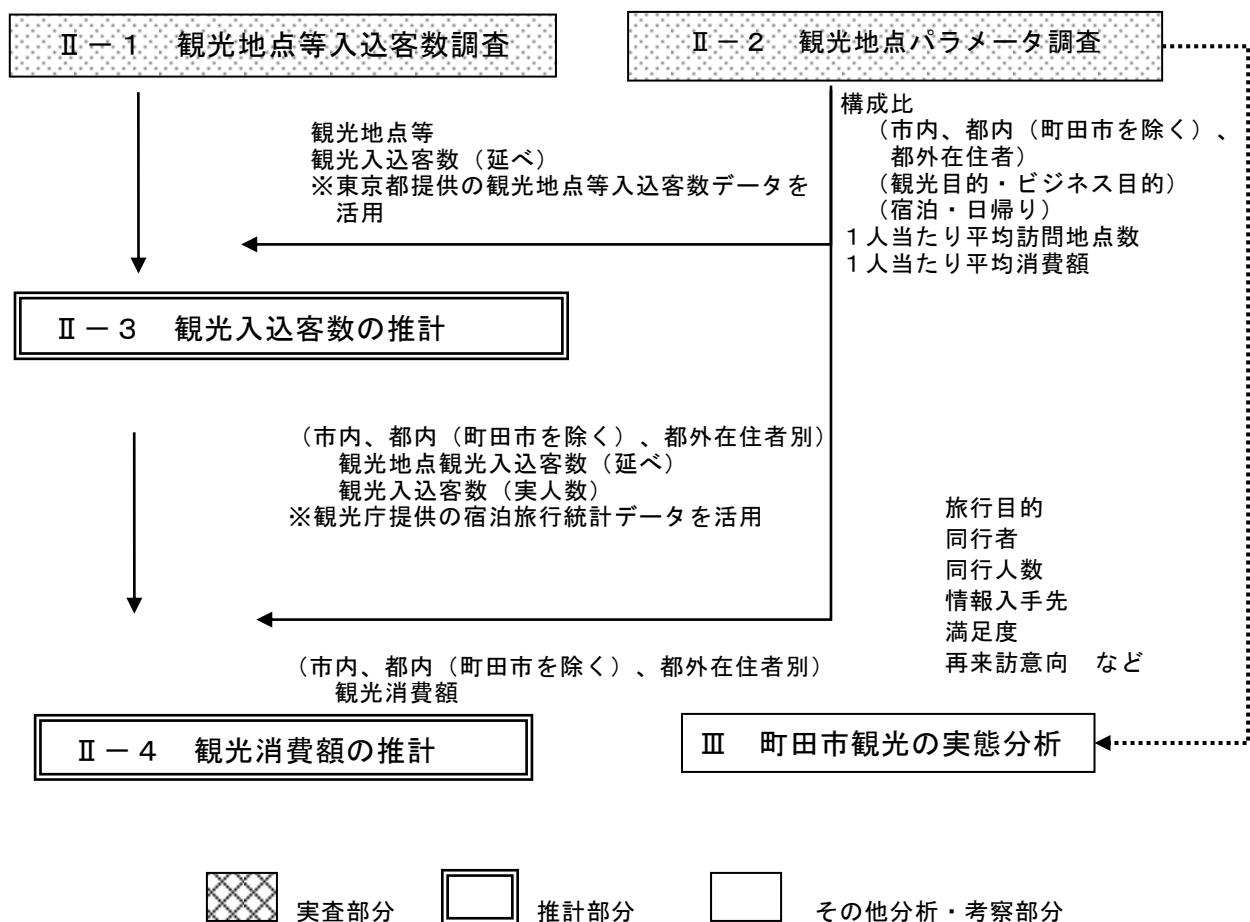 Ⅱ－１　観光地点等入込客数調査
Ⅱ－２　観光地点パラメータ調査
観光地点等
観光入込客数（延べ）
※東京都提供の観光地点等入込客数データを
活用
構成比
（市内、都内（町田市を除く）、
都外在住者）
（観光目的・ビジネス目的）
（宿泊・日帰り）
１人当たり平均訪問地点数
１人当たり平均消費額
Ⅱ－３　観光入込客数の推計
（市内、都内（町田市を除く）、都外在住者別）
観光地点観光入込客数（延べ）
観光入込客数（実人数）
※観光庁提供の宿泊旅行統計データを活用
旅行目的
同行者
同行人数
情報入手先
満足度
再来訪意向　など
（市内、都内（町田市を除く）、都外在住者別）
観光消費額
Ⅱ－４　観光消費額の推計
Ⅲ　町田市観光の実態分析
実査部分
推計部分
その他分析・考察部分